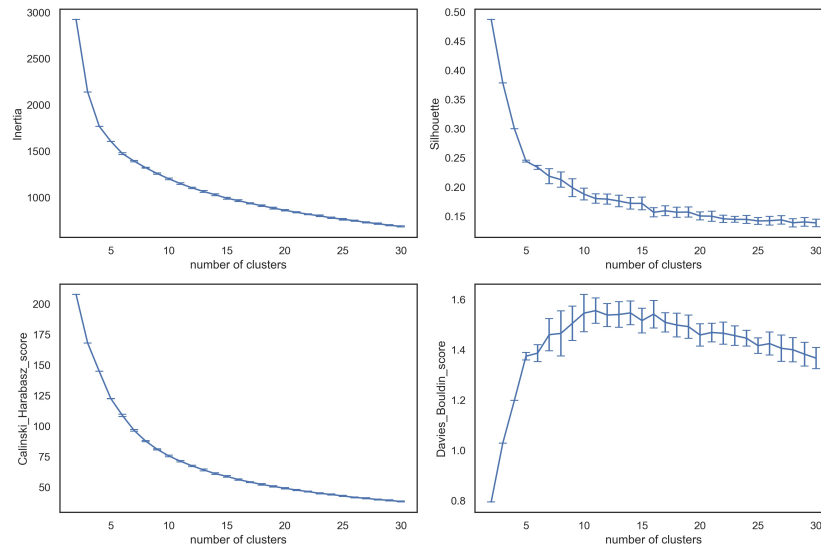 3000
2500
2000
1500
1000
Inertia
5 10 15 20 25 30
number of clusters
0.50
0.45
0.40
0.35
0.30
0.25
0.20
0.15
Silhouette
5 10 15 20 25 30
number of clusters
200
175
150
125
100
75
50
Calinski_Harabasz_score
5 10 15 20 25 30
number of clusters
1.6
1.4
1.2
1.0
0.8
Davies_Bouldin_score
5 10 15 20 25 30
number of clusters